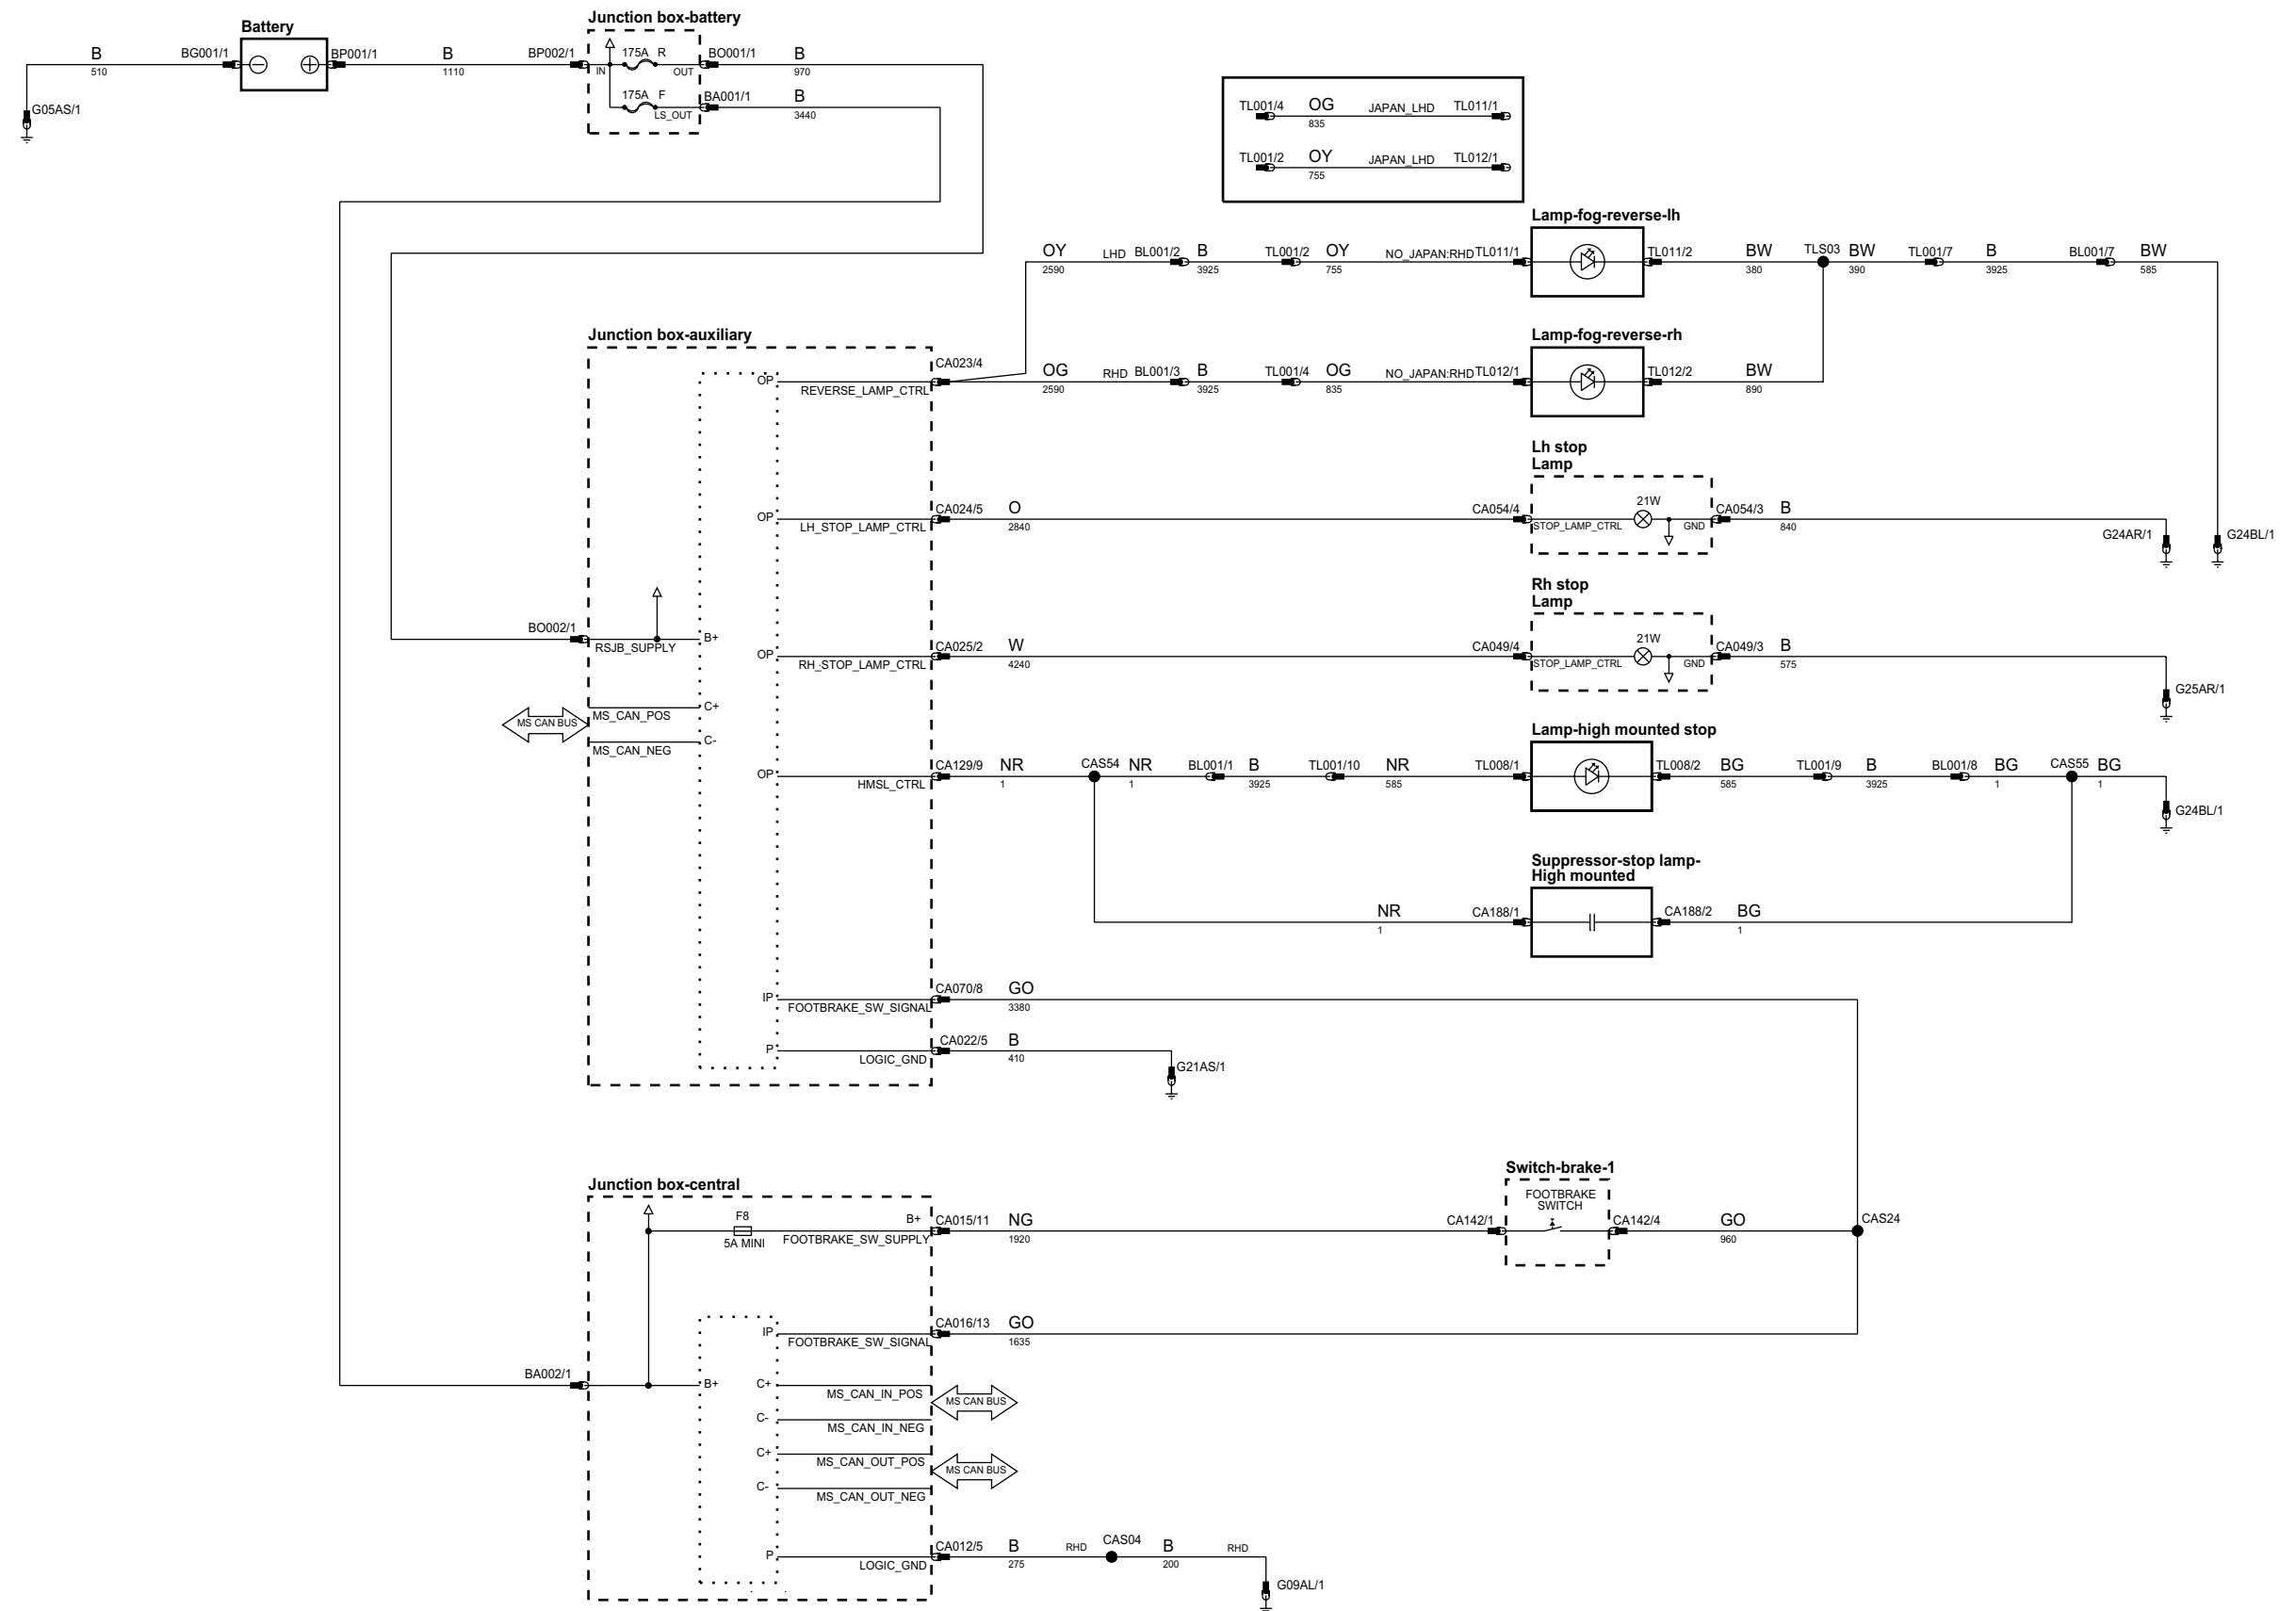 Battery
Junction box-battery
B
510
BG001/1
BP001/1
B
1110
BP002/1
IN
175A R
OUT
BO001/1
B
970
175A F
LS_OUT
BA001/1
B
3440
G05AS/1
TL001/4
OG
835
JAPAN_LHD
TL011/1
TL001/2
OY
755
JAPAN_LHD
TL012/1
Lamp-fog-reverse-lh
OY
2590
LHD
BL001/2
B
3925
TL001/2
OY
755
NO_JAPAN:RHD
TL011/1
TL011/2
BW
380
TLS03
BW
390
TL001/7
B
3925
BL001/7
BW
585
Junction box-auxiliary
Lamp-fog-reverse-rh
OP
REVERSE_LAMP_CTRL
CA023/4
OG
2590
RHD
BL001/3
B
3925
TL001/4
OG
835
NO_JAPAN:RHD
TL012/1
TL012/2
BW
890
Lh stop
Lamp
OP
LH_STOP_LAMP_CTRL
CA024/5
O
2840
CA054/4
STOP_LAMP_CTRL
21W
GND
CA054/3
B
840
G24AR/1
G24BL/1
Rh stop
Lamp
BO002/1
RSJB_SUPPLY
B+
OP
RH_STOP_LAMP_CTRL
CA025/2
W
4240
CA049/4
STOP_LAMP_CTRL
21W
GND
CA049/3
B
575
G25AR/1
MS CAN BUS
MS_CAN_POS
C+
MS_CAN_NEG
C-
Lamp-high mounted stop
OP
HMSL_CTRL
CA129/9
NR
1
CAS54
NR
1
BL001/1
B
3925
TL001/10
NR
585
TL008/1
TL008/2
BG
585
TL001/9
B
3925
BL001/8
BG
1
CAS55
BG
1
G24BL/1
Suppressor-stop lamp-
High mounted
NR
1
CA188/1
CA188/2
BG
1
IP
FOOTBRAKE_SW_SIGNAL
CA070/8
GO
3380
P
LOGIC_GND
CA022/5
B
410
G21AS/1
Junction box-central
Switch-brake-1
F8
5A MINI
B+
FOOTBRAKE_SW_SUPPLY
CA015/11
NG
1920
CA142/1
FOOTBRAKE
SWITCH
CA142/4
GO
960
CAS24
IP
FOOTBRAKE_SW_SIGNAL
CA016/13
GO
1635
BA002/1
B+
C+
MS_CAN_IN_POS
C-
MS_CAN_IN_NEG
MS CAN BUS
C+
MS_CAN_OUT_POS
C-
MS_CAN_OUT_NEG
MS CAN BUS
P
LOGIC_GND
CA012/5
B
275
RHD
CAS04
B
200
RHD
G09AL/1